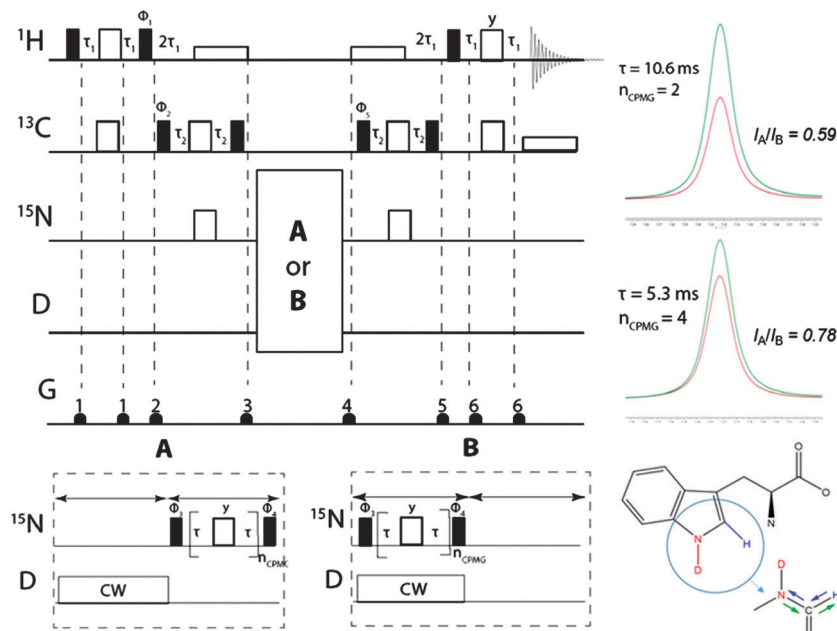 Φ₁
y
¹H
τ₁
τ₁
2τ₁
2τ₁
τ₁
τ₁
τ = 10.6 ms
n_CPMG = 2
I_A/I_B = 0.59
Φ₂
Φ₅
¹³C
τ₂
τ₂
τ₂
τ₂
¹⁵N
A
or
B
D
τ = 5.3 ms
n_CPMG = 4
I_A/I_B = 0.78
G
1
1
2
3
4
5
6
6
A
B
¹⁵N
Φ₃
τ
y
τ
Φ₄
D
CW
¹⁵N
Φ₃
τ
y
τ
Φ₄
n_CPMG
D
CW
O
O
N
N
H
D
D
N
C
H